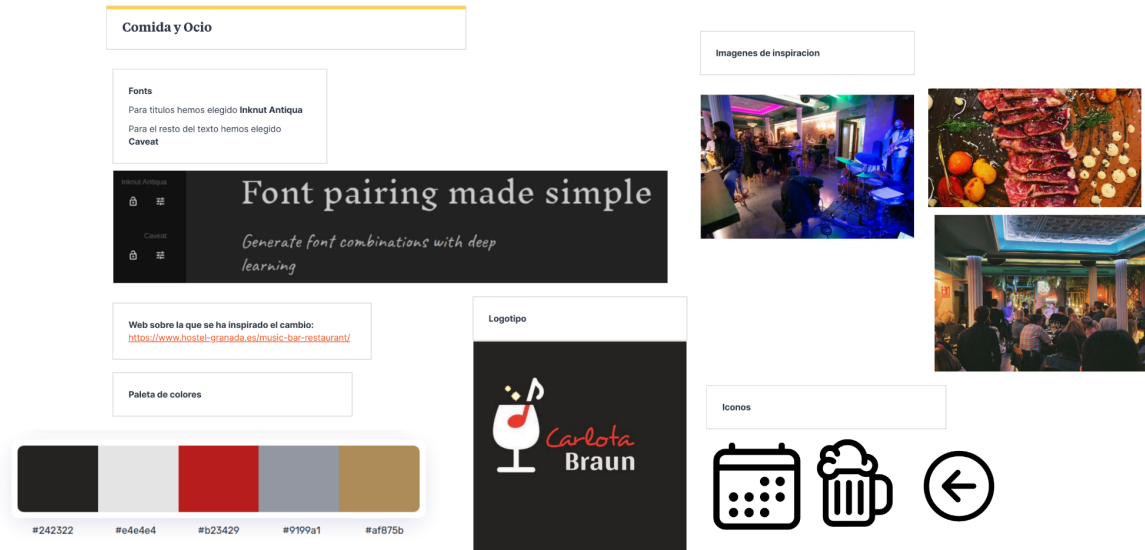 Comida y Ocio
Fonts
Para titulos hemos elegido Inknut Antiqua
Para el resto del texto hemos elegido
Caveat
Inknut Antiqua
Caveat
Font pairing made simple
Generate font combinations with deep
learning
Web sobre la que se ha inspirado el cambio:
https://www.hostel-granada.es/music-bar-restaurant/
Paleta de colores
#242322
#e4e4e4
#b23429
#9199a1
#af875b
Logotipo
Carlota
Braun
Imagenes de inspiracion
Iconos